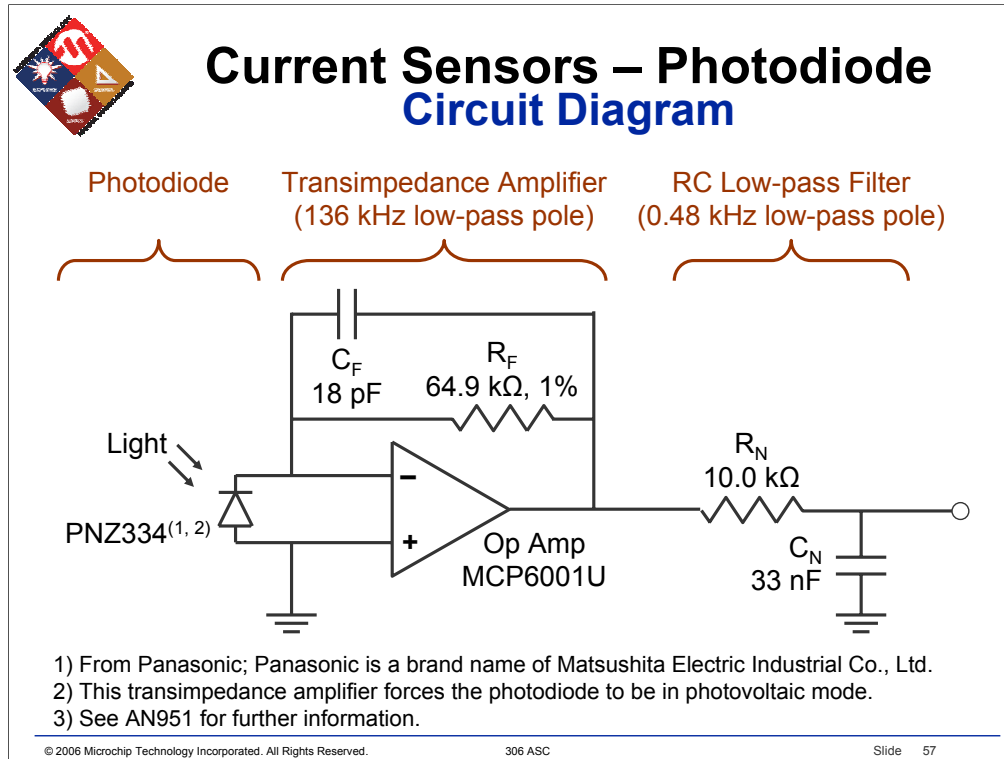 Current Sensors – Photodiode
Circuit Diagram
Photodiode
Transimpedance Amplifier
(136 kHz low-pass pole)
RC Low-pass Filter
(0.48 kHz low-pass pole)
C_F
18 pF
R_F
64.9 kΩ, 1%
Light
PNZ334(1, 2)
–
+
Op Amp
MCP6001U
R_N
10.0 kΩ
C_N
33 nF
1) From Panasonic; Panasonic is a brand name of Matsushita Electric Industrial Co., Ltd.
2) This transimpedance amplifier forces the photodiode to be in photovoltaic mode.
3) See AN951 for further information.
© 2006 Microchip Technology Incorporated. All Rights Reserved.
306 ASC
Slide 57